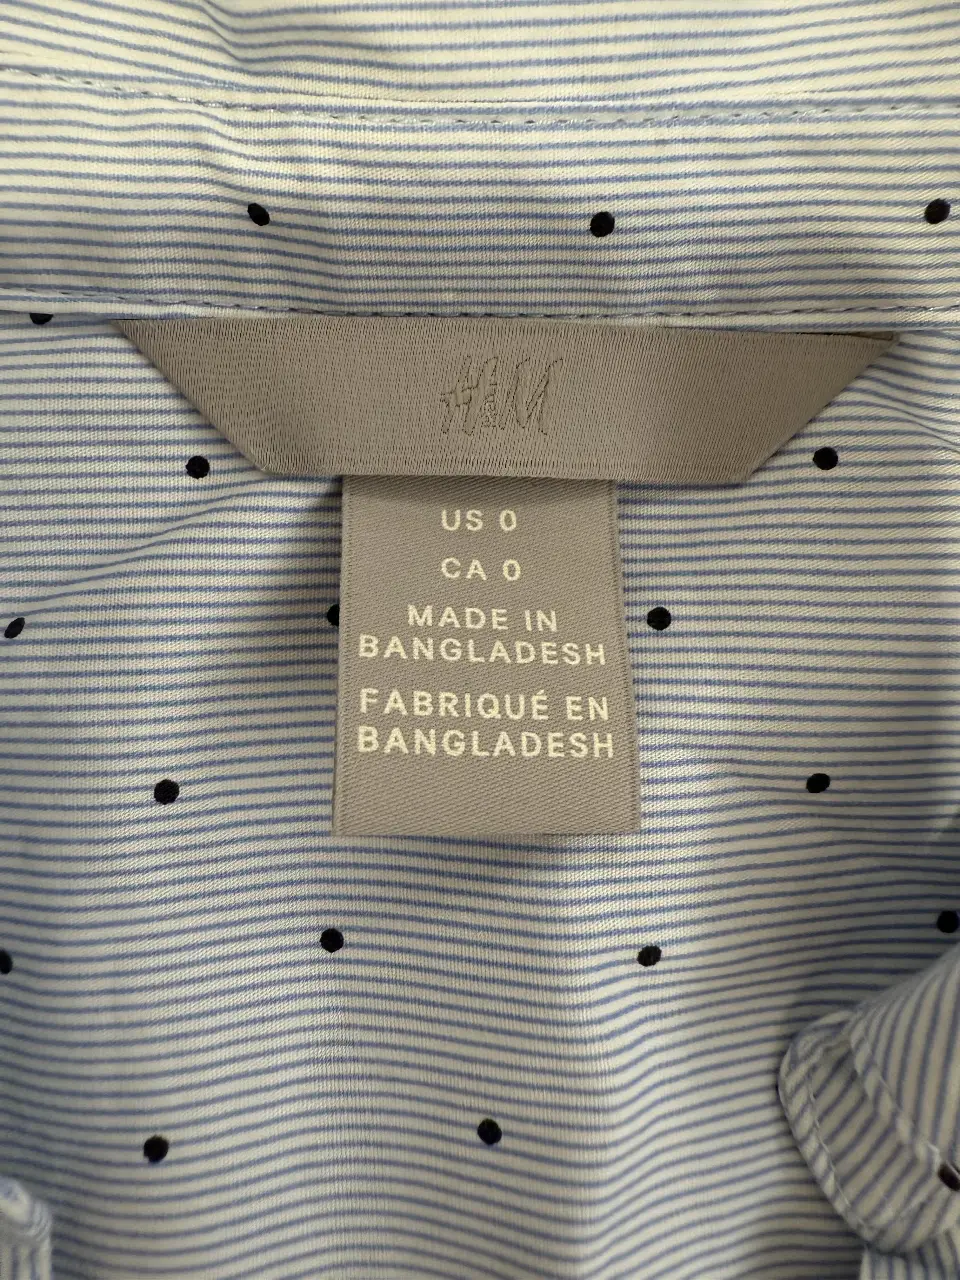 H&M
US 0
CA 0
MADE IN
BANGLADESH
FABRIQUÉ EN
BANGLADESH